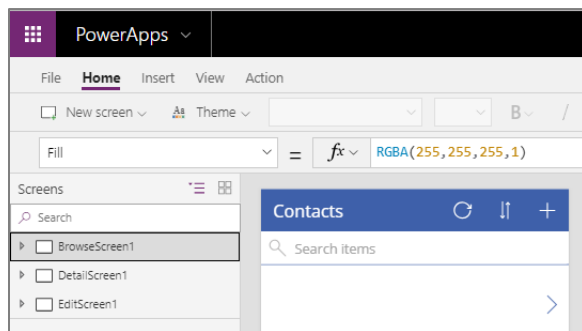 PowerApps
File Home Insert View Action
New screen Aa Theme B /
Fill = fx RGBA(255,255,255,1)
Screens
Search
BrowseScreen1
DetailScreen1
EditScreen1
Contacts
Search items